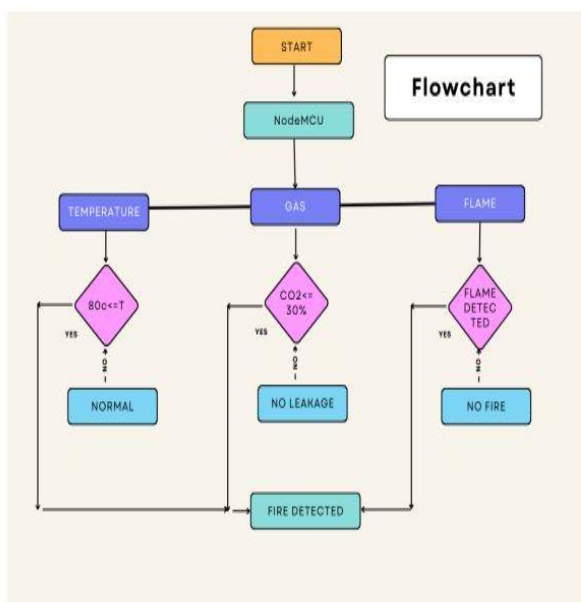 START
Flowchart
NodeMCU
TEMPERATURE
GAS
FLAME
80c<=T
CO2<=
30%
FLAME
DETEC
TED
YES
YES
YES
NO
NO
NO
NORMAL
NO LEAKAGE
NO FIRE
FIRE DETECTED